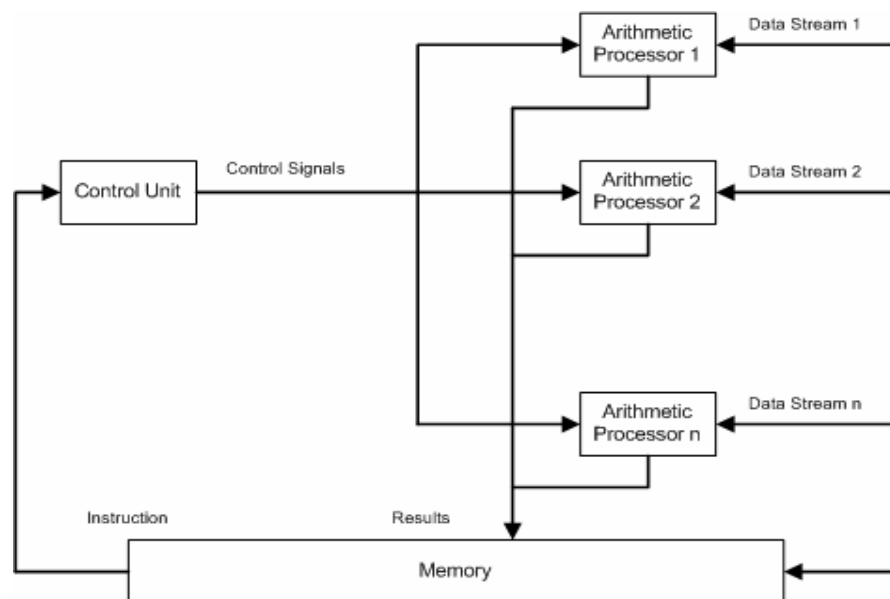 Arithmetic
Processor 1
Data Stream 1
Control Unit
Control Signals
Arithmetic
Processor 2
Data Stream 2
Arithmetic
Processor n
Data Stream n
Instruction
Results
Memory